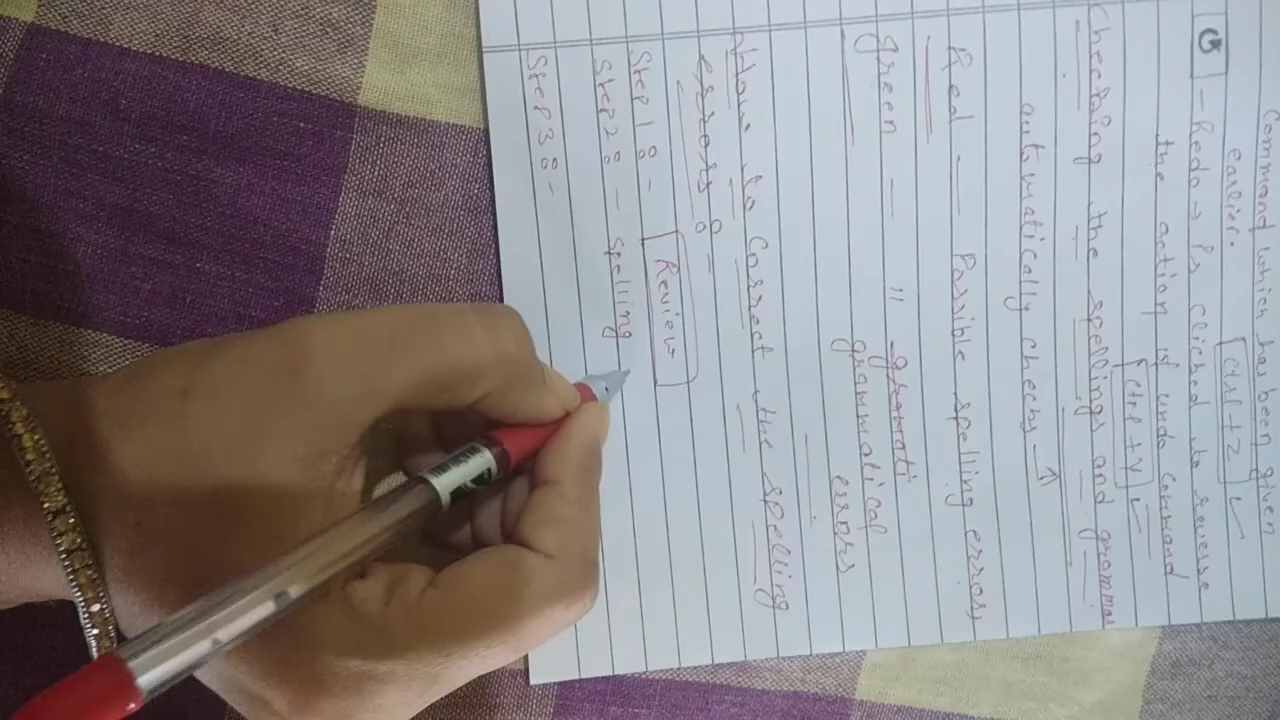 Command which has been given
earlier. Ctrl+Z
↻ - Redo → Is clicked to reverse
the action of undo command
Ctrl+Y
Checking the spellings and grammar
automatically checks →
Red — Possible spelling errors
green — " gramati
grammatical
errors
How to Correct the spelling
errors :-
Step 1 :- Review
Step 2 :- spelling
Step 3 :-